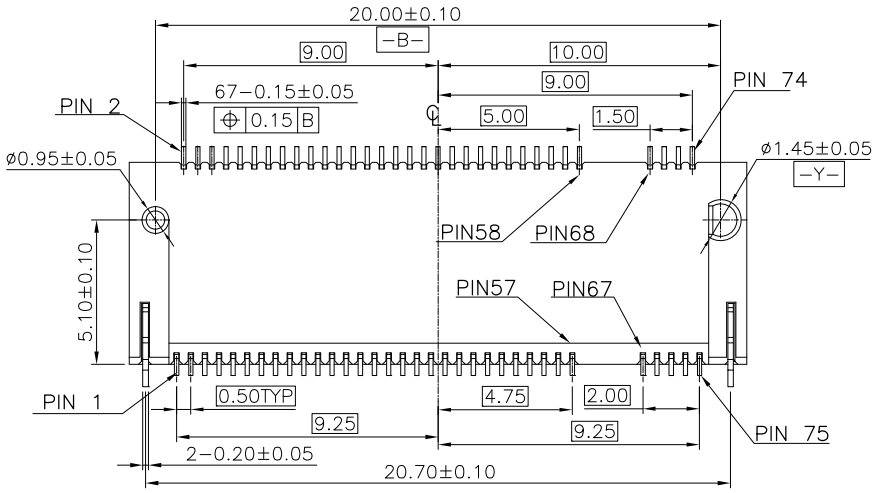 20.00±0.10
-B-
9.00
10.00
9.00
67-0.15±0.05
PIN 2
⌖ 0.15 B
℄
5.00
1.50
PIN 74
ø0.95±0.05
ø1.45±0.05
-Y-
PIN58
PIN68
5.10±0.10
PIN57
PIN67
PIN 1
0.50TYP
4.75
2.00
9.25
9.25
PIN 75
2-0.20±0.05
20.70±0.10